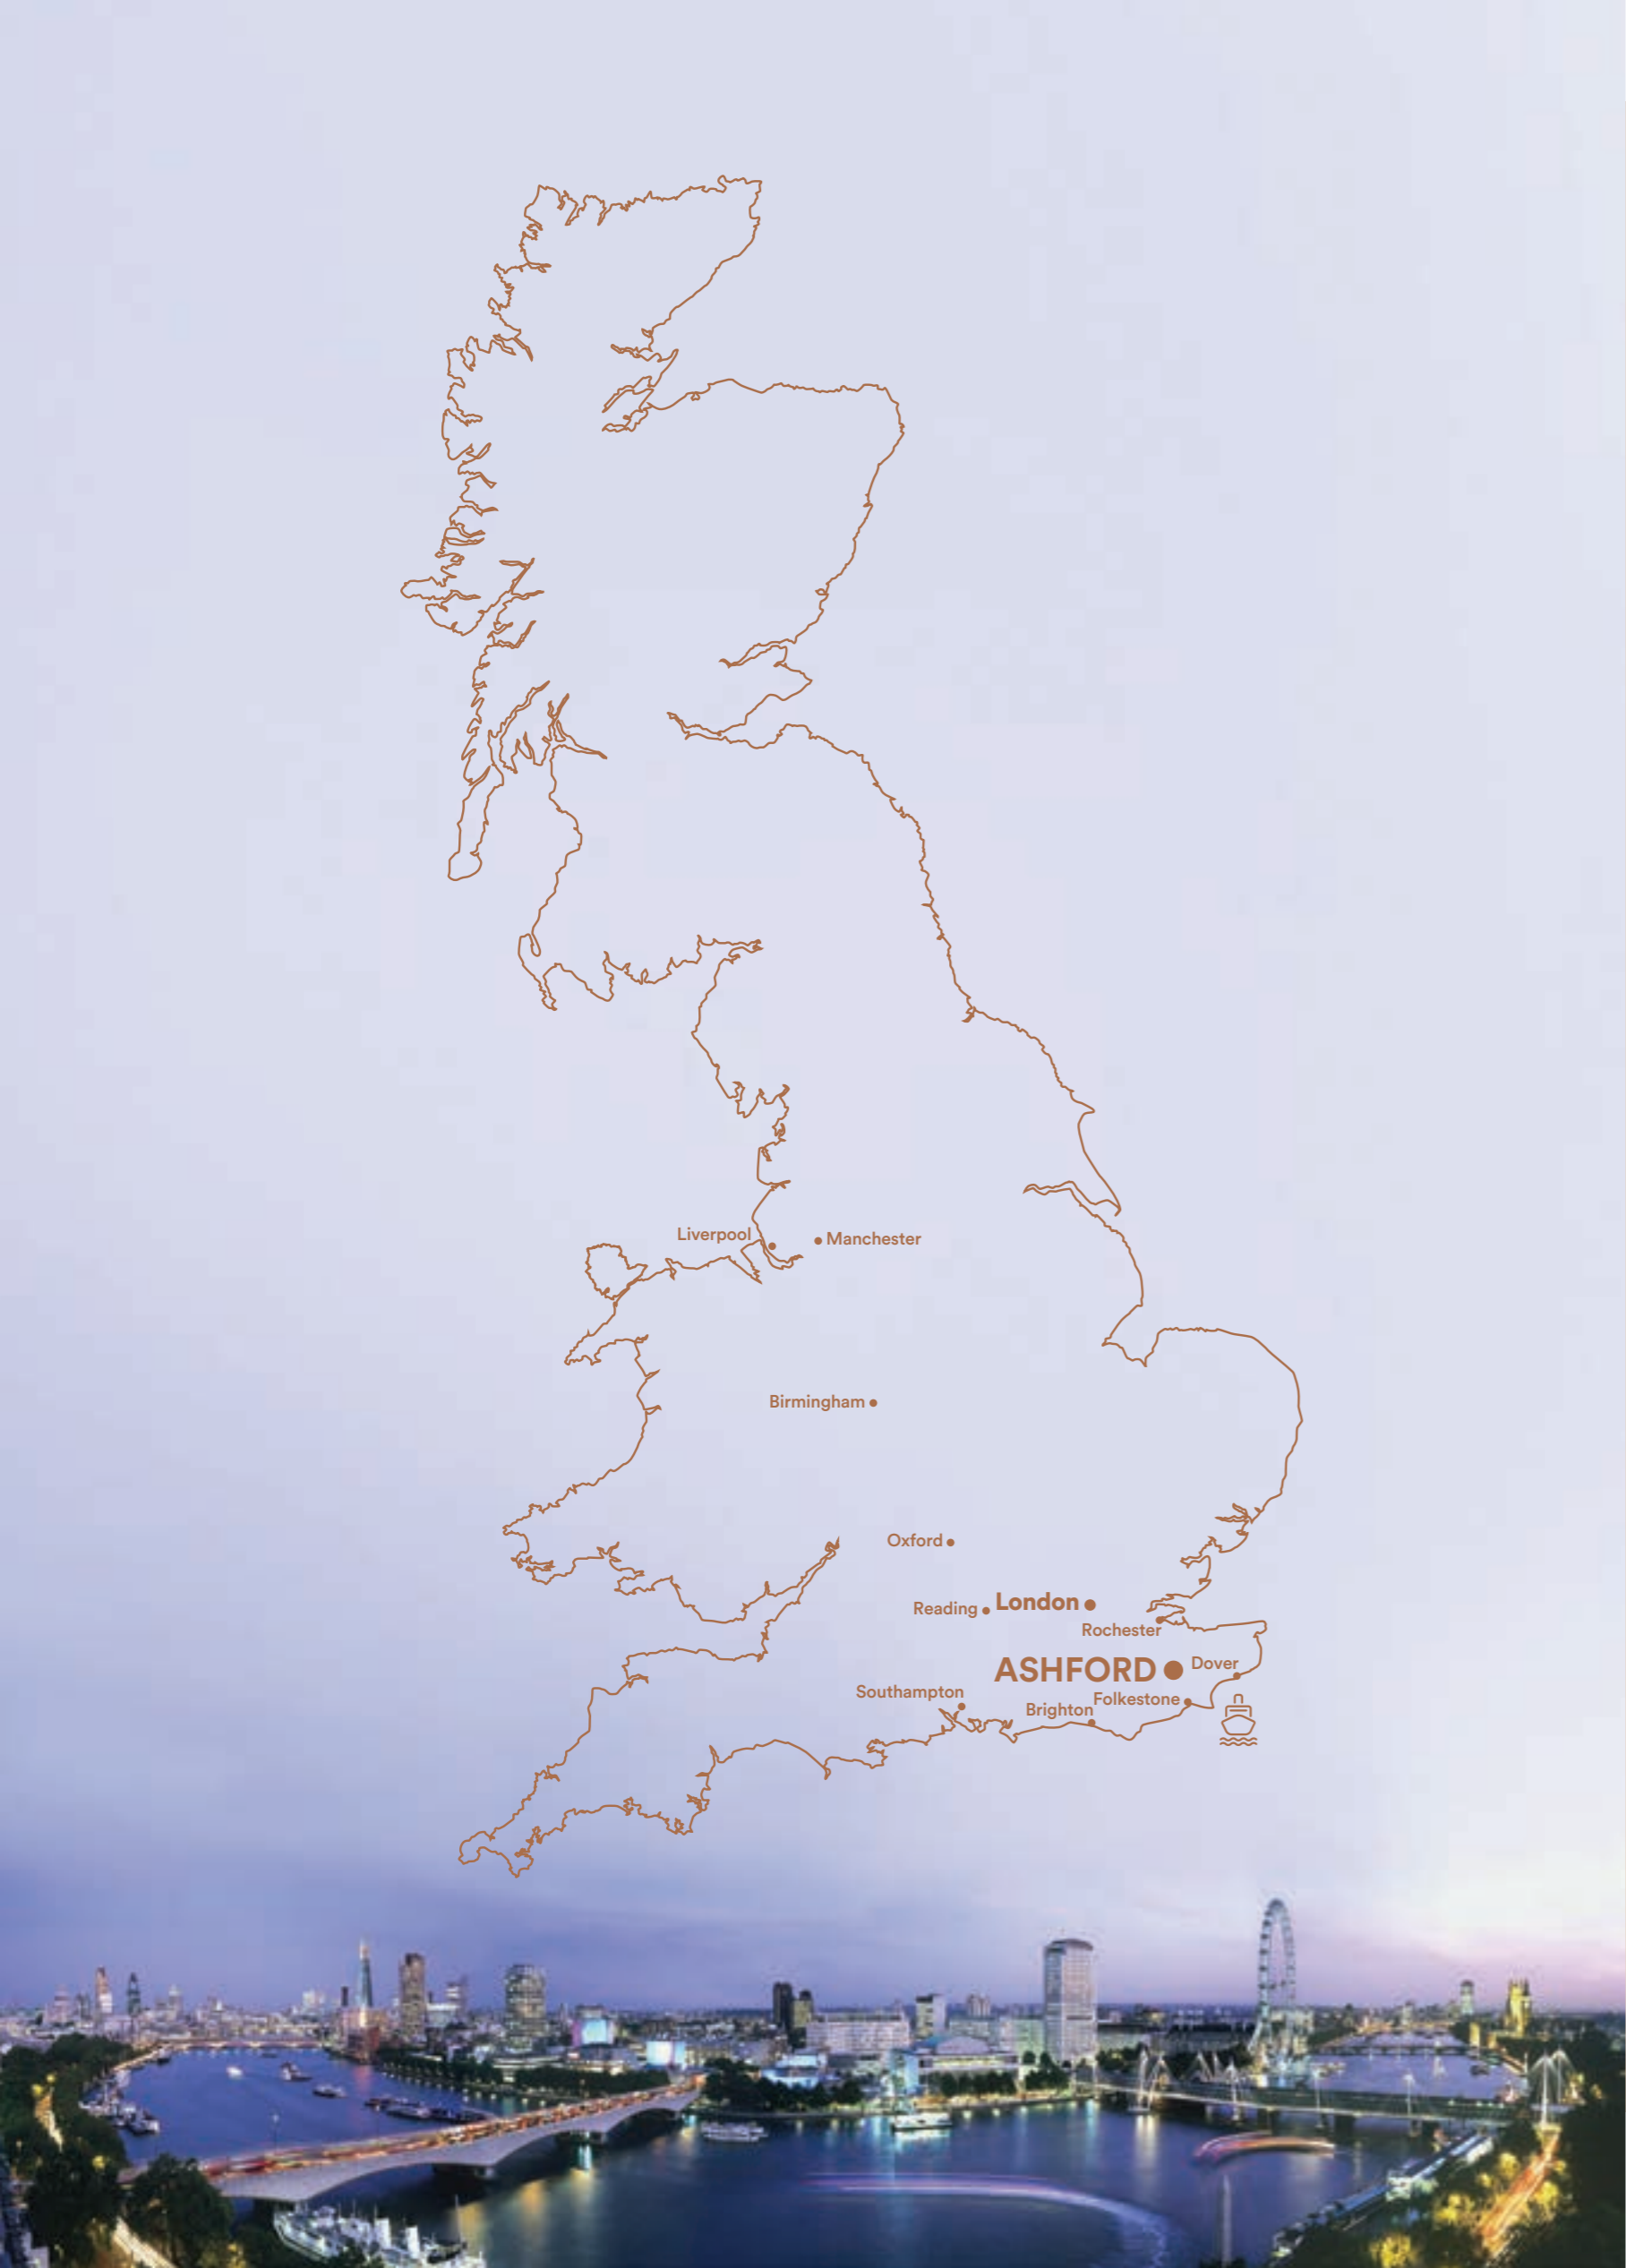 Liverpool
Manchester
Birmingham
Oxford
London
Reading
Rochester
Dover
ASHFORD
Southampton
Folkestone
Brighton